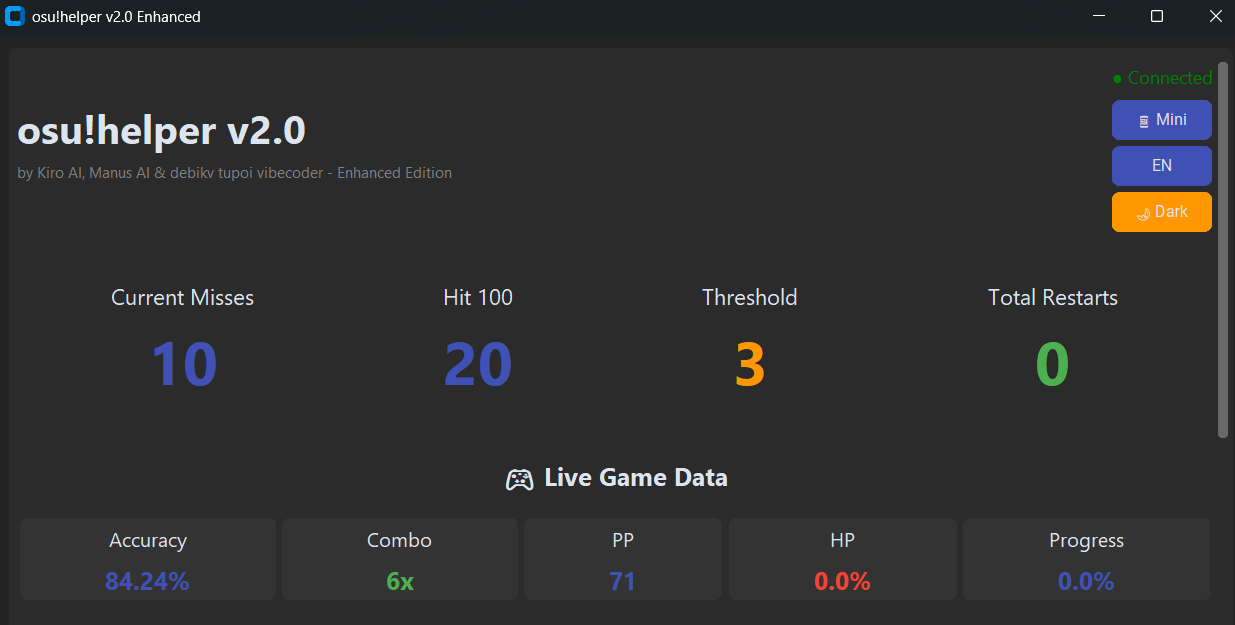 osu!helper v2.0 Enhanced
Connected
osu!helper v2.0
Mini
by Kiro AI, Manus AI & debikv tupoi vibecoder - Enhanced Edition
EN
Dark
Current Misses Hit 100 Threshold Total Restarts
10 20 3 0
Live Game Data
Accuracy Combo PP HP Progress
84.24% 6x 71 0.0% 0.0%